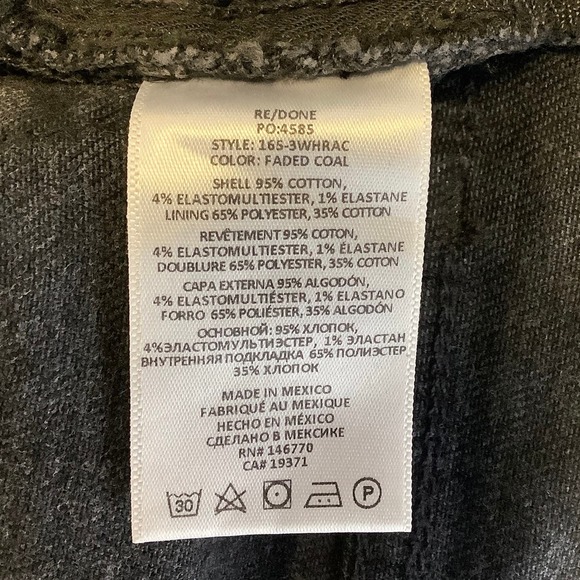 RE/DONE
PO:4585
STYLE: 165-3WHRAC
COLOR: FADED COAL
SHELL 95% COTTON,
4% ELASTOMULTIESTER, 1% ELASTANE
LINING 65% POLYESTER, 35% COTTON
REVÊTEMENT 95% COTON,
4% ELASTOMULTIESTER, 1% ÉLASTANE
DOUBLURE 65% POLYESTER, 35% COTON
CAPA EXTERNA 95% ALGODÓN,
4% ELASTOMULTIÉSTER, 1% ELASTANO
FORRO 65% POLIÉSTER, 35% ALGODÓN
ОСНОВНОЙ: 95% ХЛОПОК,
4%ЭЛАСТОМУЛЬТИЭСТЕР, 1% ЭЛАСТАН
ВНУТРЕННЯЯ ПОДКЛАДКА 65% ПОЛИЭСТЕР,
35% ХЛОПОК
MADE IN MEXICO
FABRIQUÉ AU MEXIQUE
HECHO EN MÉXICO
СДЕЛАНО В МЕКСИКЕ
RN# 146770
CA# 19371
30 P